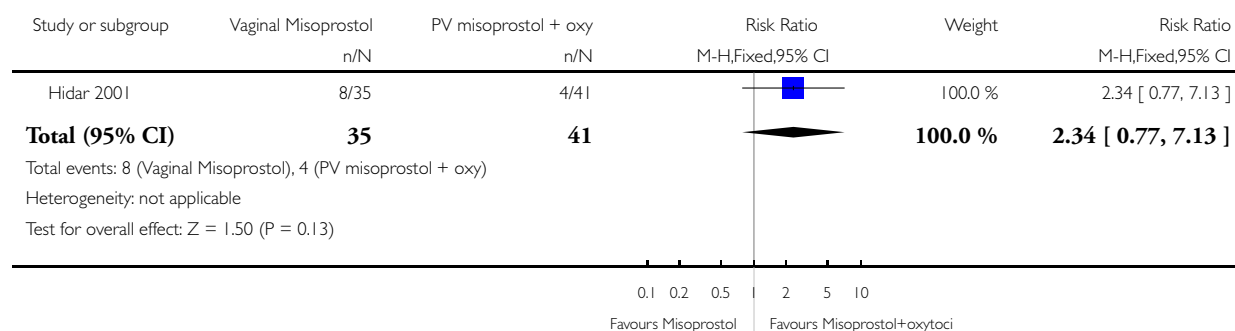 Study or subgroup Vaginal Misoprostol PV misoprostol + oxy Risk Ratio Weight Risk Ratio
n/N n/N M-H,Fixed,95% CI M-H,Fixed,95% CI
Hidar 2001 8/35 4/41 100.0 % 2.34 [ 0.77, 7.13 ]
Total (95% CI) 35 41 100.0 % 2.34 [ 0.77, 7.13 ]
Total events: 8 (Vaginal Misoprostol), 4 (PV misoprostol + oxy)
Heterogeneity: not applicable
Test for overall effect: Z = 1.50 (P = 0.13)
0.1 0.2 0.5 1 2 5 10
Favours Misoprostol Favours Misoprostol+oxytoci